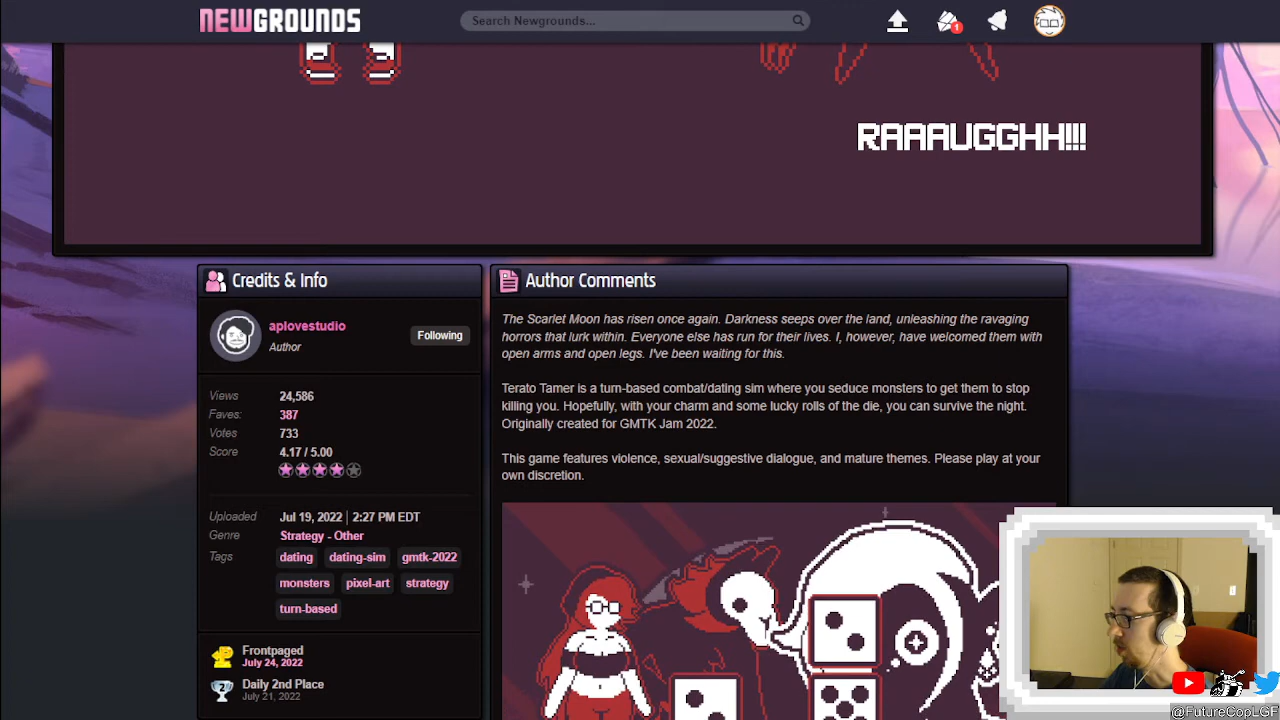 NEWGROUNDS
Search Newgrounds...
1
RAAAUGGHH!!!
Credits & Info
aplovestudio
Author
Following
Views 24,586
Faves: 387
Votes 733
Score 4.17 / 5.00
Uploaded Jul 19, 2022 | 2:27 PM EDT
Genre Strategy - Other
Tags dating dating-sim gmtk-2022
monsters pixel-art strategy
turn-based
Frontpaged
July 24, 2022
2
Daily 2nd Place
July 21, 2022
Author Comments
The Scarlet Moon has risen once again. Darkness seeps over the land, unleashing the ravaging
horrors that lurk within. Everyone else has run for their lives. I, however, have welcomed them with
open arms and open legs. I've been waiting for this.
Terato Tamer is a turn-based combat/dating sim where you seduce monsters to get them to stop
killing you. Hopefully, with your charm and some lucky rolls of the die, you can survive the night.
Originally created for GMTK Jam 2022.
This game features violence, sexual/suggestive dialogue, and mature themes. Please play at your
own discretion.
@FutureCopLGF